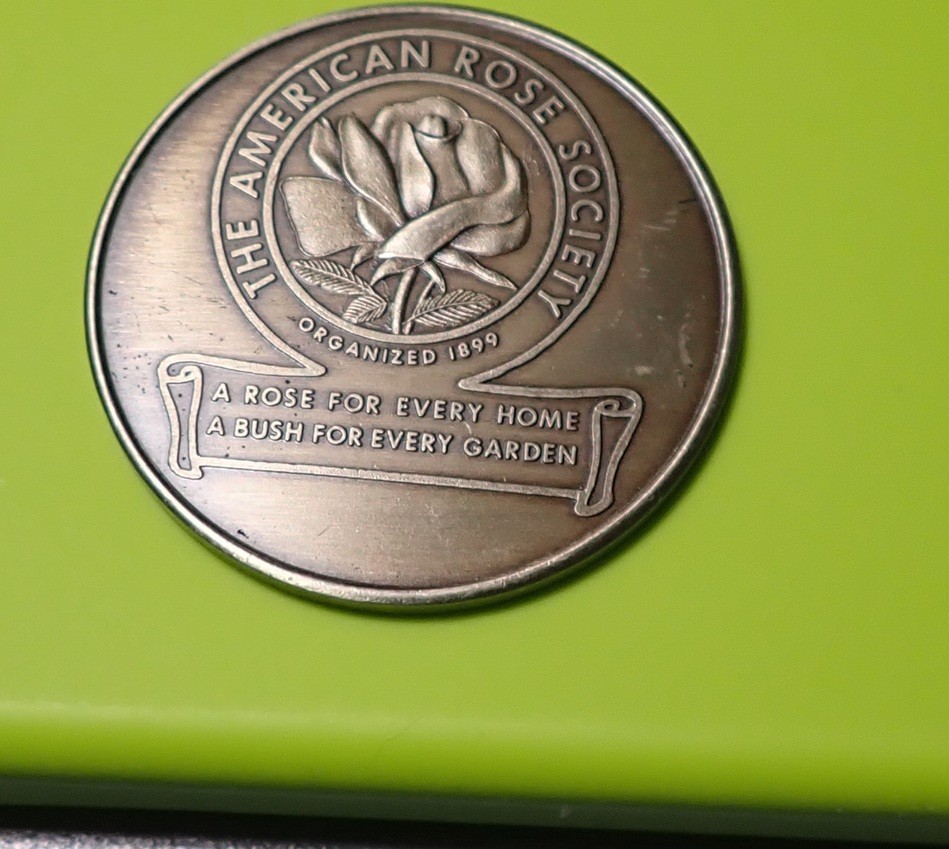 THE AMERICAN ROSE SOCIETY
ORGANIZED 1899
A ROSE FOR EVERY HOME
A BUSH FOR EVERY GARDEN